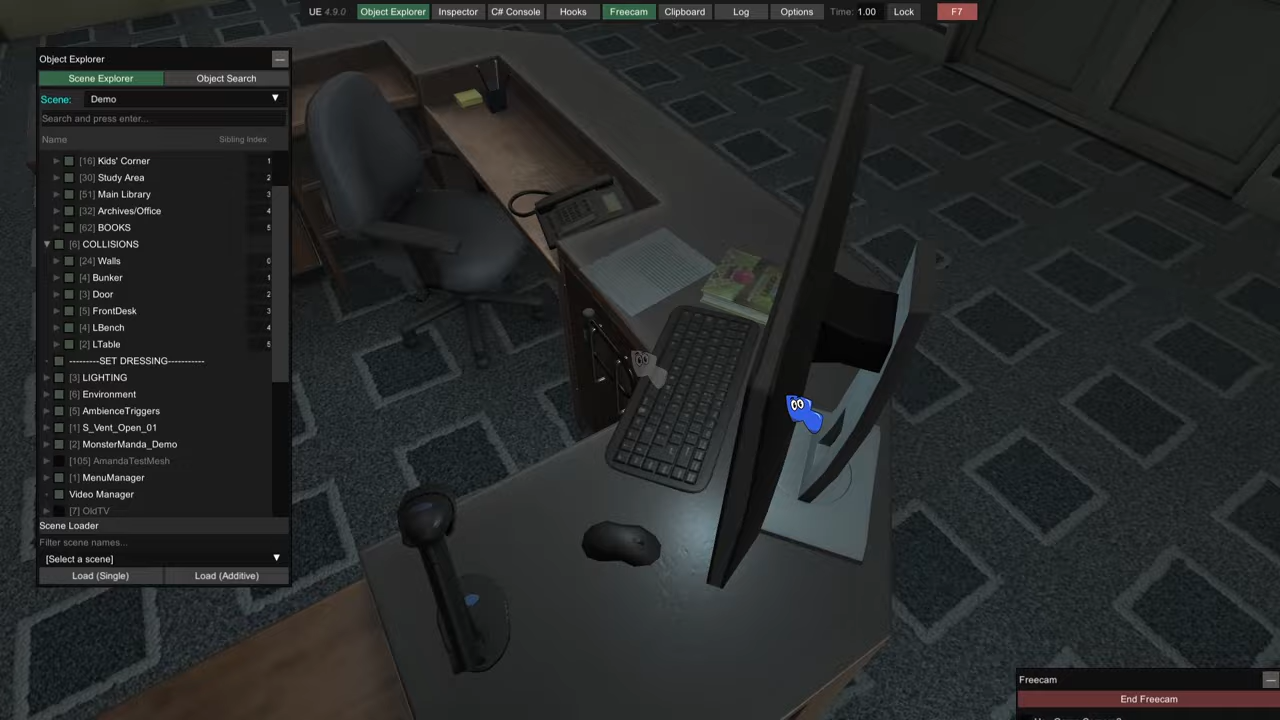 UE 4.9.0 Object Explorer Inspector C# Console Hooks Freecam Clipboard Log Options Time: 1.00 Lock F7
Object Explorer —
Scene Explorer Object Search
Scene: Demo ▼
Search and press enter...
Name Sibling Index
► [16] Kids' Corner 1
► [30] Study Area 2
► [51] Main Library 3
► [32] Archives/Office 4
► [62] BOOKS 5
▼ [6] COLLISIONS
► [24] Walls 0
► [4] Bunker 1
► [3] Door 2
► [5] FrontDesk 3
► [4] LBench 4
► [2] LTable 5
---------SET DRESSING-----------
► [3] LIGHTING
► [6] Environment
► [5] AmbienceTriggers
► [1] S_Vent_Open_01
► [2] MonsterManda_Demo
► [105] AmandaTestMesh
► [1] MenuManager
Video Manager
► [7] OldTV
Scene Loader
Filter scene names...
[Select a scene] ▼
Load (Single) Load (Additive)
Freecam —
End Freecam